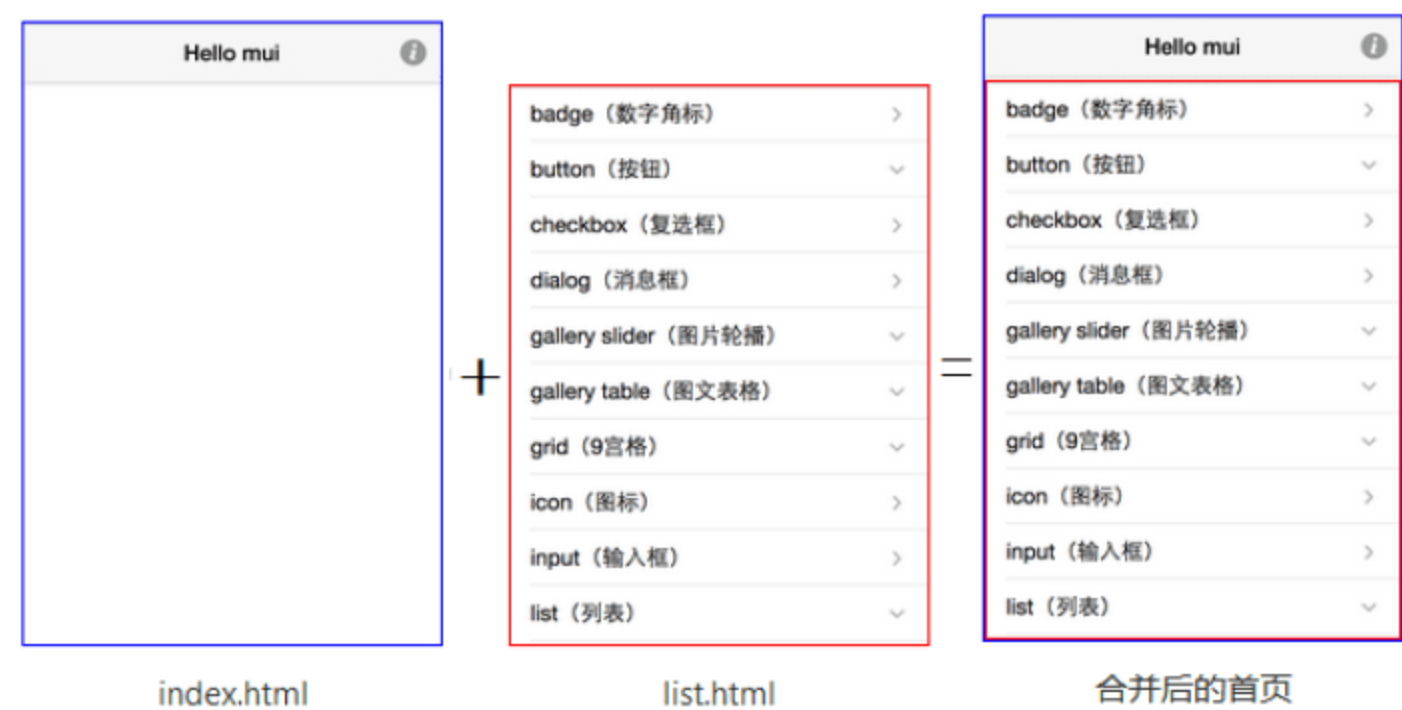 Hello mui
index.html
+
badge（数字角标）
button（按钮）
checkbox（复选框）
dialog（消息框）
gallery slider（图片轮播）
gallery table（图文表格）
grid（9宫格）
icon（图标）
input（输入框）
list（列表）
list.html
=
Hello mui
badge（数字角标）
button（按钮）
checkbox（复选框）
dialog（消息框）
gallery slider（图片轮播）
gallery table（图文表格）
grid（9宫格）
icon（图标）
input（输入框）
list（列表）
合并后的首页